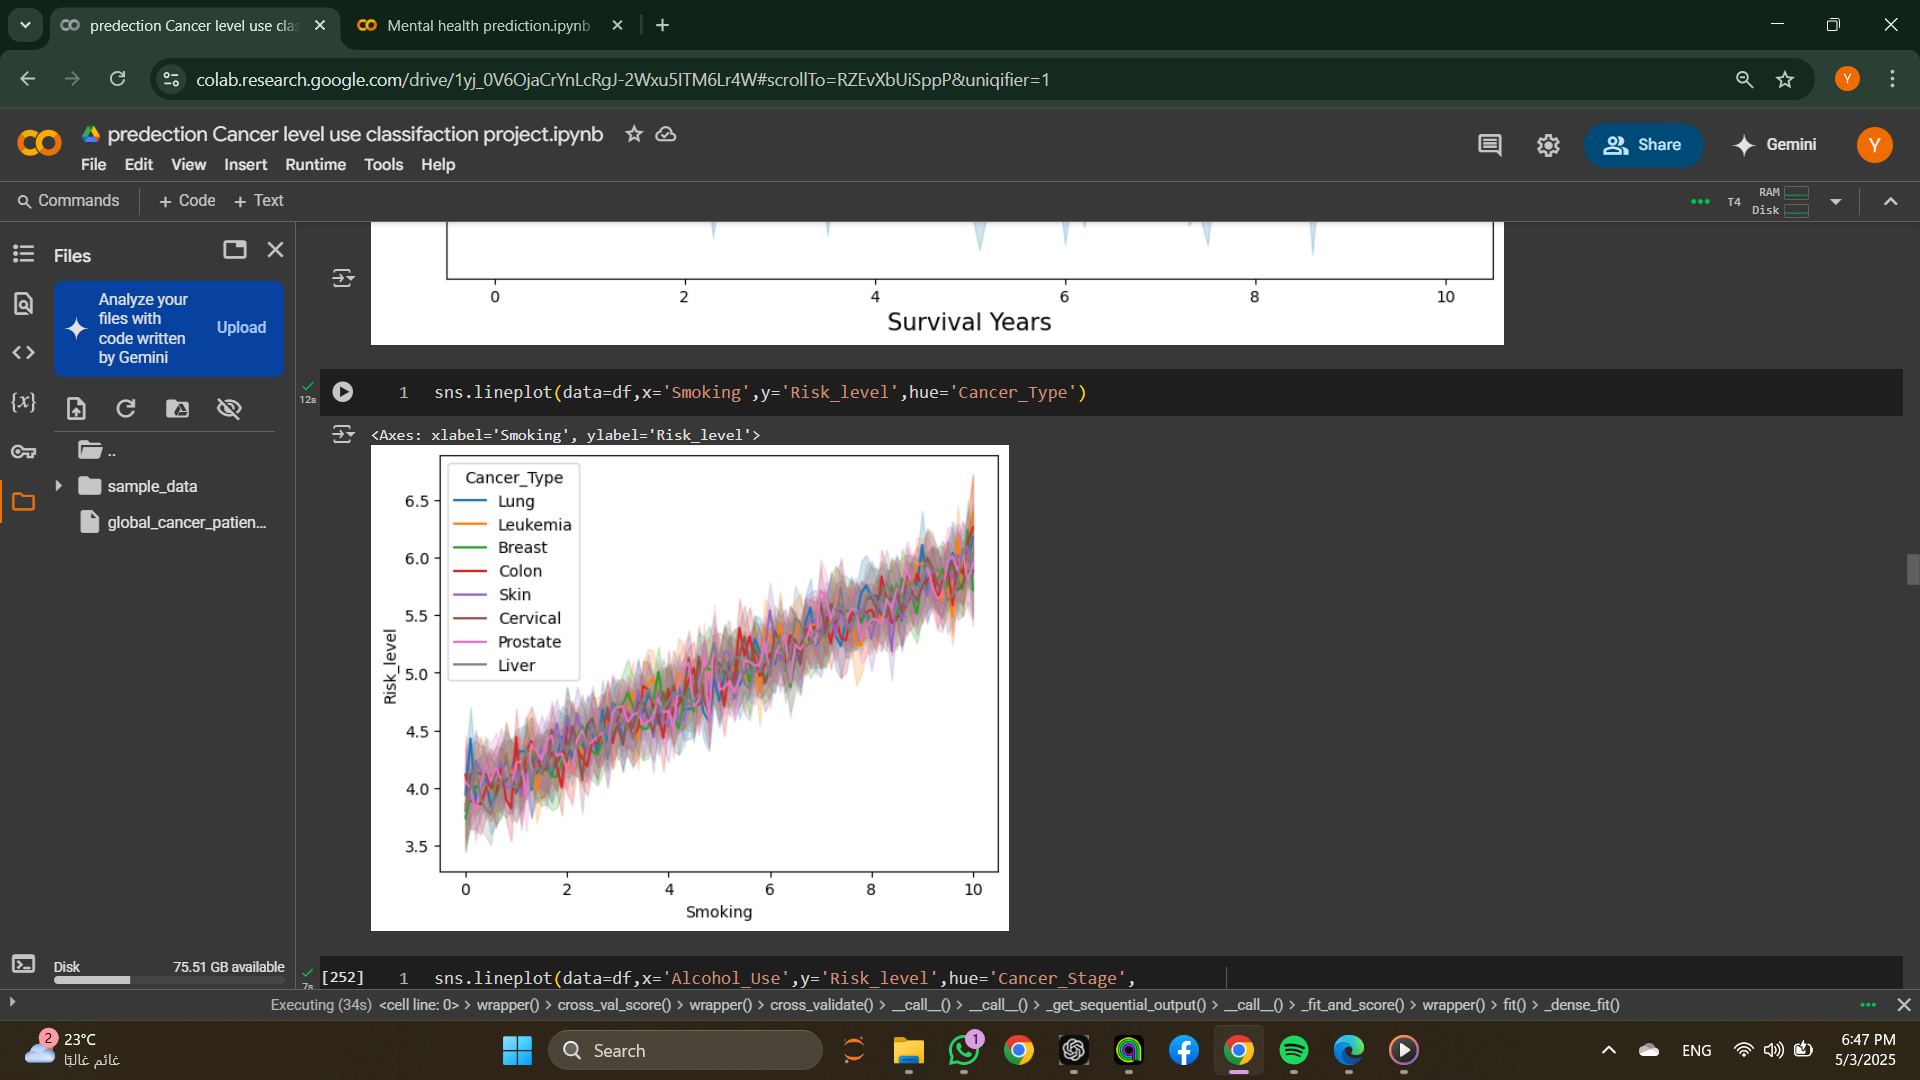 predection Cancer level use clas
Mental health prediction.ipynb
colab.research.google.com/drive/1yj_0V6OjaCrYnLcRgJ-2Wxu5ITM6Lr4W#scrollTo=RZEvXbUiSppP&uniqifier=1
Y
predection Cancer level use classifaction project.ipynb
File Edit View Insert Runtime Tools Help
Share
Gemini
Y
Commands + Code + Text
T4
RAM
Disk
Files
Analyze your
files with
code written
by Gemini
Upload
..
sample_data
global_cancer_patien...
Disk 75.51 GB available
0 2 4 6 8 10
Survival Years
12s
1 sns.lineplot(data=df,x='Smoking',y='Risk_level',hue='Cancer_Type')
<Axes: xlabel='Smoking', ylabel='Risk_level'>
Cancer_Type
Lung
Leukemia
Breast
Colon
Skin
Cervical
Prostate
Liver
6.5
6.0
5.5
5.0
4.5
4.0
3.5
Risk_level
0 2 4 6 8 10
Smoking
7s
[252] 1 sns.lineplot(data=df,x='Alcohol_Use',y='Risk_level',hue='Cancer_Stage',
Executing (34s) <cell line: 0> > wrapper() > cross_val_score() > wrapper() > cross_validate() > __call__() > __call__() > _get_sequential_output() > __call__() > _fit_and_score() > wrapper() > fit() > _dense_fit()
2
23°C
غائم غالبًا
Search
1
ENG
6:47 PM
5/3/2025